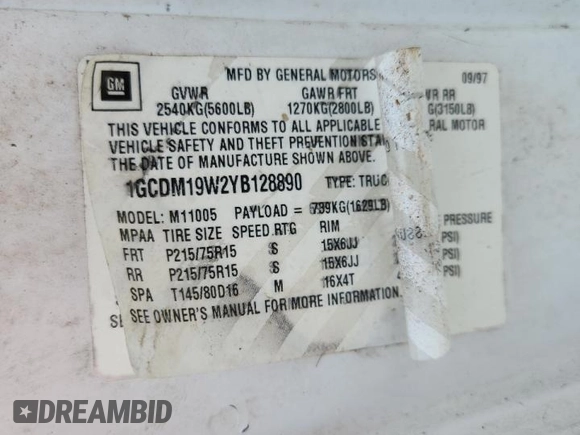 GM
MFD BY GENERAL MOTORS 09/97
GVWR GAWR FRT WR RR
2540KG(5600LB) 1270KG(2800LB) G(3150LB)
THIS VEHICLE CONFORMS TO ALL APPLICABLE RAL MOTOR
VEHICLE SAFETY AND THEFT PREVENTION
THE DATE OF MANUFACTURE SHOWN ABOVE.
1GCDM19W2YB128890 TYPE: TRUC
MODEL: M11005 PAYLOAD = 739KG(1629LB)
MPAA TIRE SIZE SPEED RTG RIM PRESSURE
FRT P215/75R15 S 15X6JJ PSI)
RR P215/75R15 S 15X6JJ PSI)
SPA T145/80D16 M 16X4T PSI)
SEE OWNER'S MANUAL FOR MORE INFORMATION.
DREAMBID